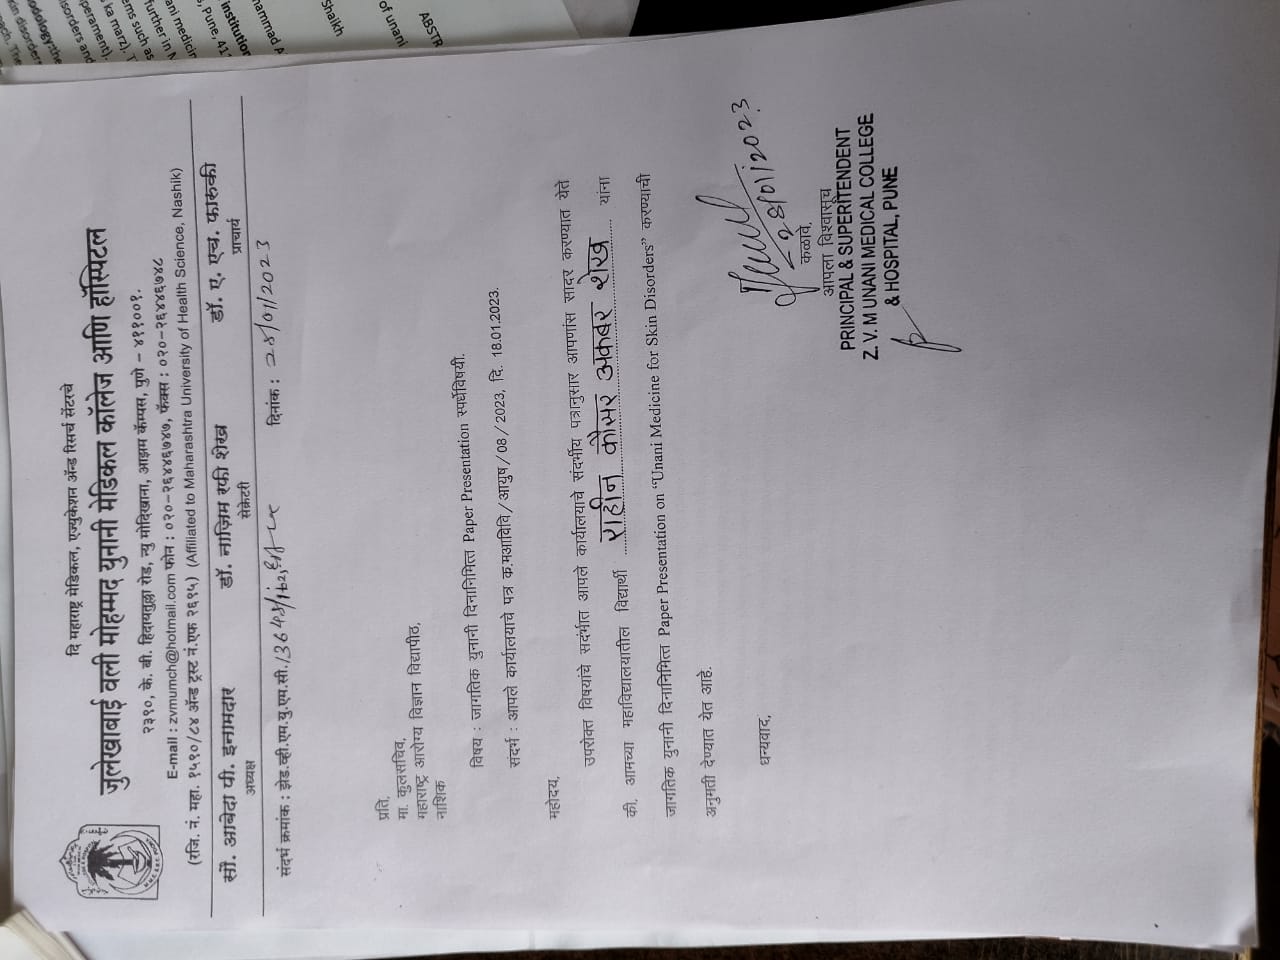 दि महाराष्ट्र मेडिकल, एज्युकेशन ॲन्ड रिसर्च सेंटरचे
जुलेखाबाई वली मोहम्मद युनानी मेडिकल कॉलेज आणि हॉस्पिटल
२३९०, के. बी. हिदायतुल्ला रोड, न्यु मोदिखाना, आझम कॅम्पस, पुणे - ४११००१.
E-mail : zvmumch@hotmail.com फोन : ०२०-२६४४६७४७, फॅक्स : ०२०-२६४४६७४८
(रजि. नं. महा. १५९०/८४ ॲन्ड ट्रस्ट नं.एफ २६१५) (Affiliated to Maharashtra University of Health Science, Nashik)
सौ. आबेदा पी. इनामदार डॉ. नाज़िम रफी शेख डॉ. ए. एच. फारुकी
अध्यक्ष सेक्रेटरी प्राचार्य
संदर्भ क्रमांक : झेड.व्ही.एम.यु.एम.सी./ दिनांक : 28/01/2023
प्रति,
मा. कुलसचिव,
महाराष्ट्र आरोग्य विज्ञान विद्यापीठ,
नाशिक
विषय : जागतिक युनानी दिनानिमित्त Paper Presentation स्पर्धेविषयी.
संदर्भ : आपले कार्यालयाचे पत्र क.मआविवि/आयुष/08/2023, दि. 18.01.2023.
महोदय,
उपरोक्त विषयांचे सदंर्भात आपले कार्यालयाचे संदर्भीय पत्रानुसार आपणांस सादर करण्यात येते
की, आमच्या महाविद्यालयातील विद्यार्थी राहीन कौसर अकबर शेख यांना
जागतिक युनानी दिनानिमित्त Paper Presentation on “Unani Medicine for Skin Disorders” करण्याची
अनुमती देण्यात येत आहे.
धन्यवाद,
28/01/2023
कळावे,
आपला विश्वासूच
PRINCIPAL & SUPERITENDENT
Z. V. M UNANI MEDICAL COLLEGE
& HOSPITAL, PUNE